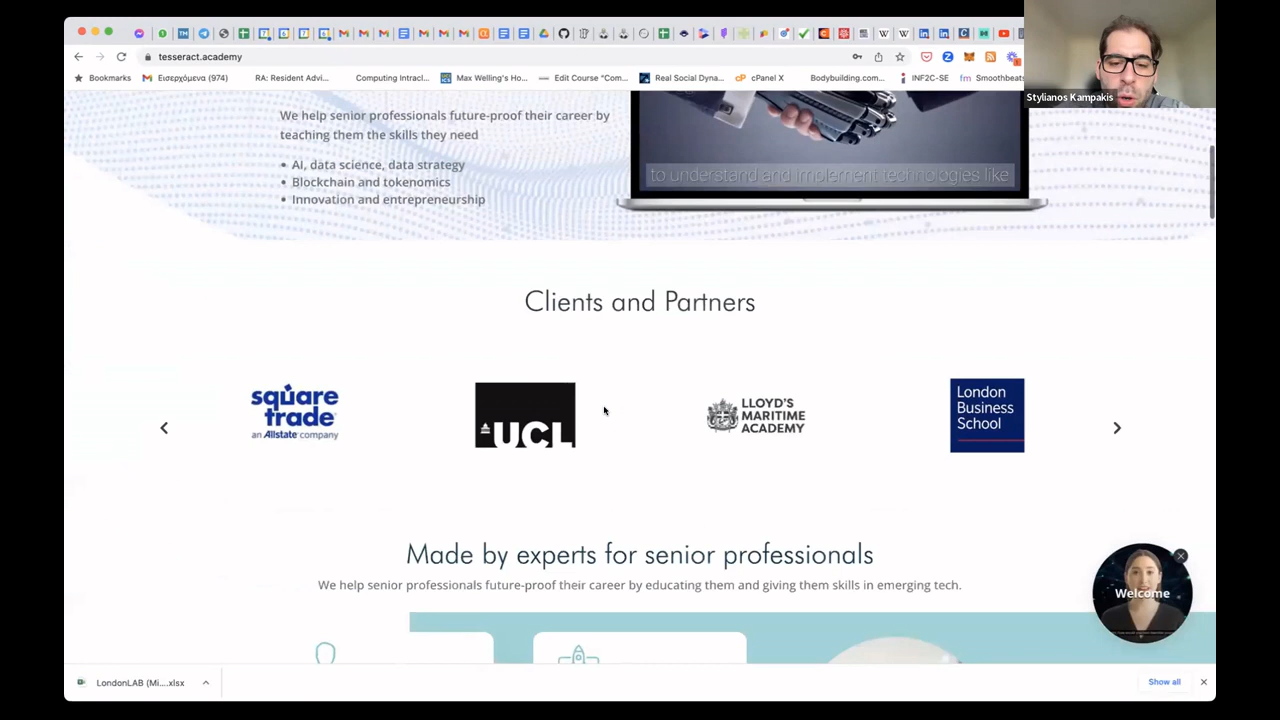 tesseract.academy
Bookmarks
Εισερχόμενα (974)
RA: Resident Advi...
Computing Intracl...
Max Welling's Ho...
Edit Course "Com...
Real Social Dyna...
cPanel X
Bodybuilding.com...
INF2C-SE
Smoothbeats
Stylianos Kampakis
We help senior professionals future-proof their career by
teaching them the skills they need
• AI, data science, data strategy
• Blockchain and tokenomics
• Innovation and entrepreneurship
to understand and implement technologies like
Clients and Partners
square
trade
an Allstate company
UCL
LLOYD'S
MARITIME
ACADEMY
London
Business
School
Made by experts for senior professionals
We help senior professionals future-proof their career by educating them and giving them skills in emerging tech.
Welcome
LondonLAB (Mi....xlsx
Show all